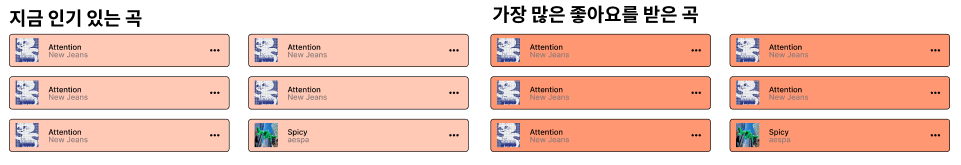 지금 인기 있는 곡
Attention
New Jeans
Attention
New Jeans
Attention
New Jeans
Attention
New Jeans
Attention
New Jeans
Spicy
aespa
가장 많은 좋아요를 받은 곡
Attention
New Jeans
Attention
New Jeans
Attention
New Jeans
Attention
New Jeans
Attention
New Jeans
Spicy
aespa